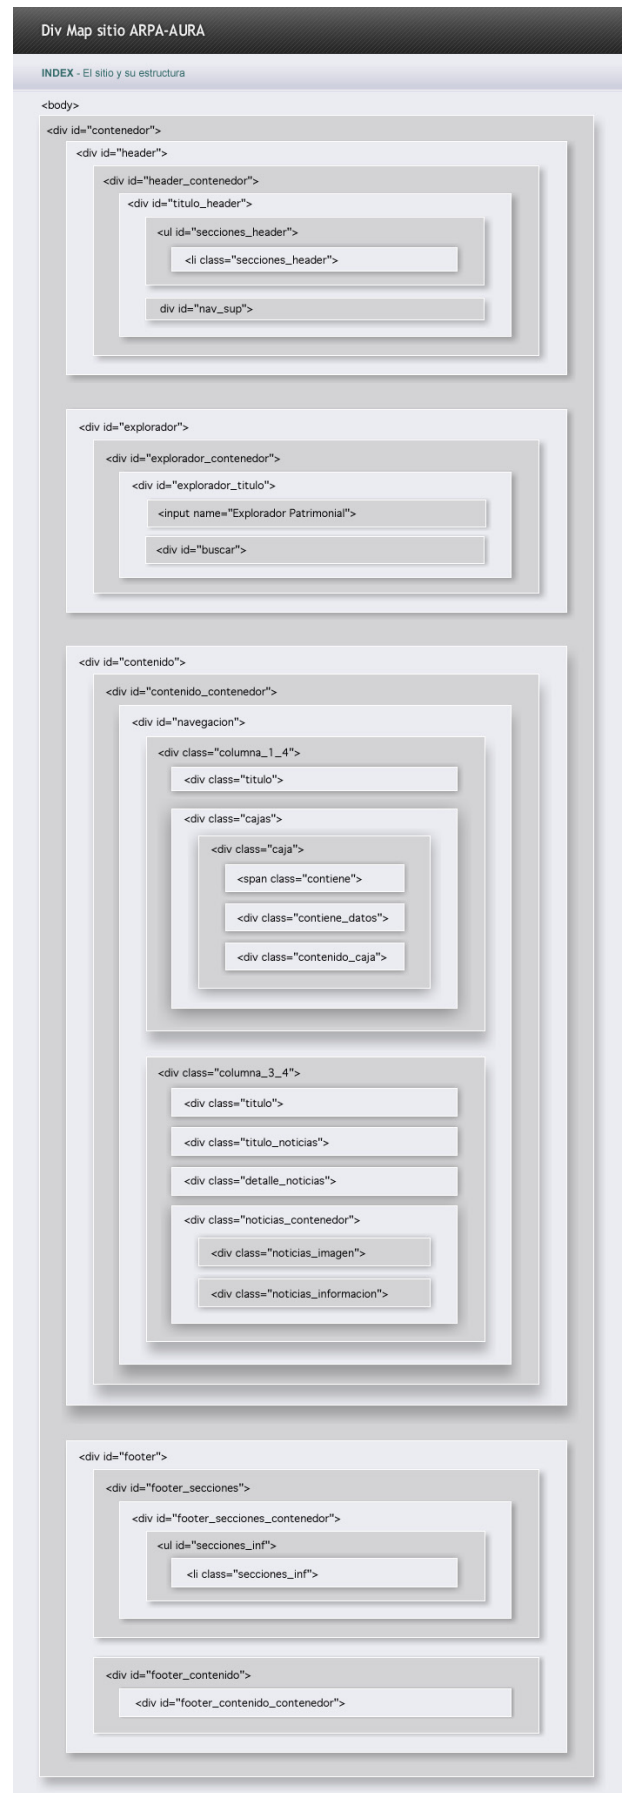 Div Map sitio ARPA-AURA
INDEX - El sitio y su estructura
<body>
<div id="contenedor">
<div id="header">
<div id="header_contenedor">
<div id="titulo_header">
<ul id="secciones_header">
<li class="secciones_header">
div id="nav_sup">
<div id="explorador">
<div id="explorador_contenedor">
<div id="explorador_titulo">
<input name="Explorador Patrimonial">
<div id="buscar">
<div id="contenido">
<div id="contenido_contenedor">
<div id="navegacion">
<div class="columna_1_4">
<div class="titulo">
<div class="cajas">
<div class="caja">
<span class="contiene">
<div class="contiene_datos">
<div class="contenido_caja">
<div class="columna_3_4">
<div class="titulo">
<div class="titulo_noticias">
<div class="detalle_noticias">
<div class="noticias_contenedor">
<div class="noticias_imagen">
<div class="noticias_informacion">
<div id="footer">
<div id="footer_secciones">
<div id="footer_secciones_contenedor">
<ul id="secciones_inf">
<li class="secciones_inf">
<div id="footer_contenido">
<div id="footer_contenido_contenedor">